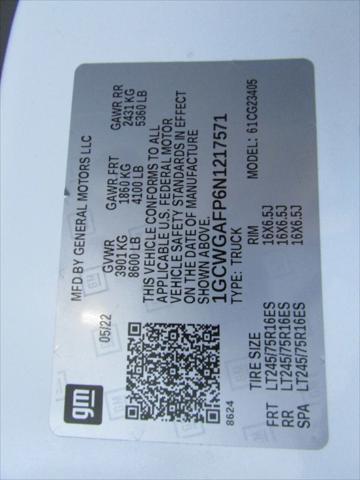 gm
MFD BY GENERAL MOTORS LLC
05/22
GVWR GAWR FRT GAWR RR
3901 KG 1860 KG 2431 KG
8600 LB 4100 LB 5360 LB
THIS VEHICLE CONFORMS TO ALL
APPLICABLE U.S. FEDERAL MOTOR
VEHICLE SAFETY STANDARDS IN EFFECT
ON THE DATE OF MANUFACTURE
SHOWN ABOVE.
1GCWGAFP6N1217571
TYPE: TRUCK MODEL: 61CG23405
8624
TIRE SIZE RIM
FRT LT245/75R16ES 16X6.5J
RR LT245/75R16ES 16X6.5J
SPA LT245/75R16ES 16X6.5J